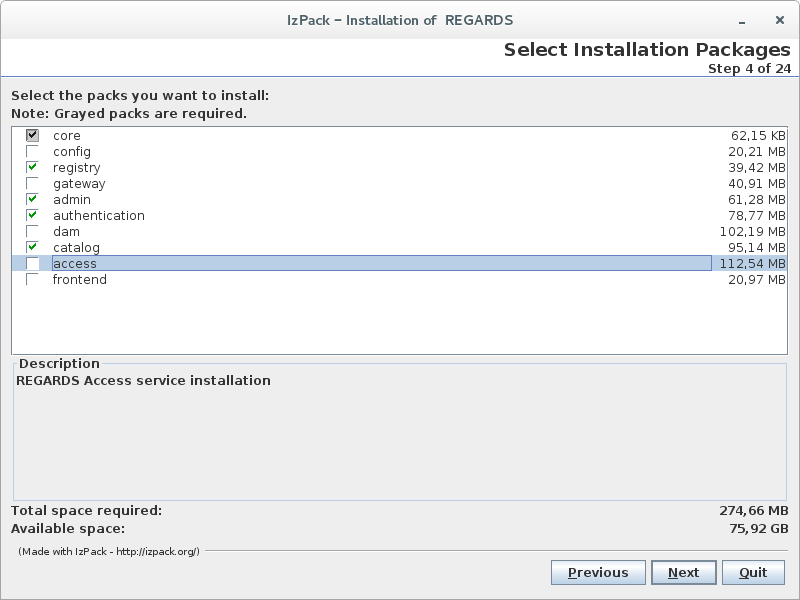 IzPack – Installation of  REGARDS
Select Installation Packages
Step 4 of 24
Select the packs you want to install:
Note: Grayed packs are required.
core 62,15 KB
config 20,21 MB
registry 39,42 MB
gateway 40,91 MB
admin 61,28 MB
authentication 78,77 MB
dam 102,19 MB
catalog 95,14 MB
access 112,54 MB
frontend 20,97 MB
Description
REGARDS Access service installation
Total space required: 274,66 MB
Available space: 75,92 GB
(Made with IzPack - http://izpack.org/)
Previous Next Quit